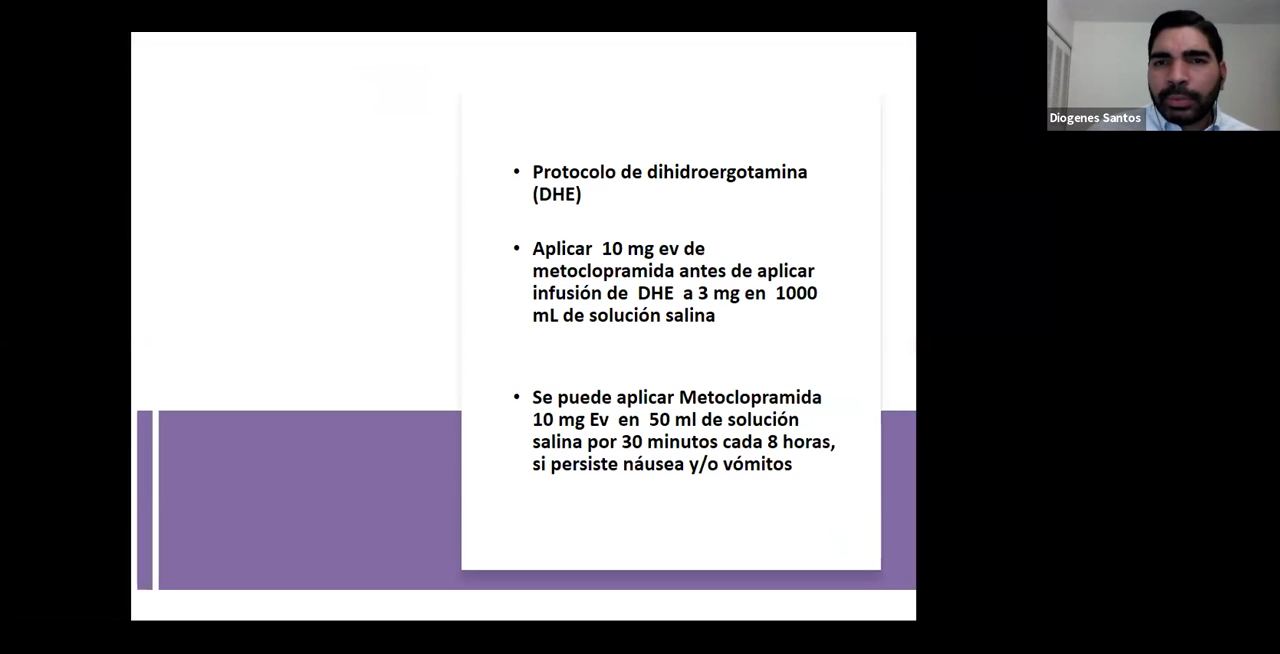 Diogenes Santos
• Protocolo de dihidroergotamina
(DHE)
• Aplicar 10 mg ev de
metoclopramida antes de aplicar
infusión de DHE a 3 mg en 1000
mL de solución salina
• Se puede aplicar Metoclopramida
10 mg Ev en 50 ml de solución
salina por 30 minutos cada 8 horas,
si persiste náusea y/o vómitos